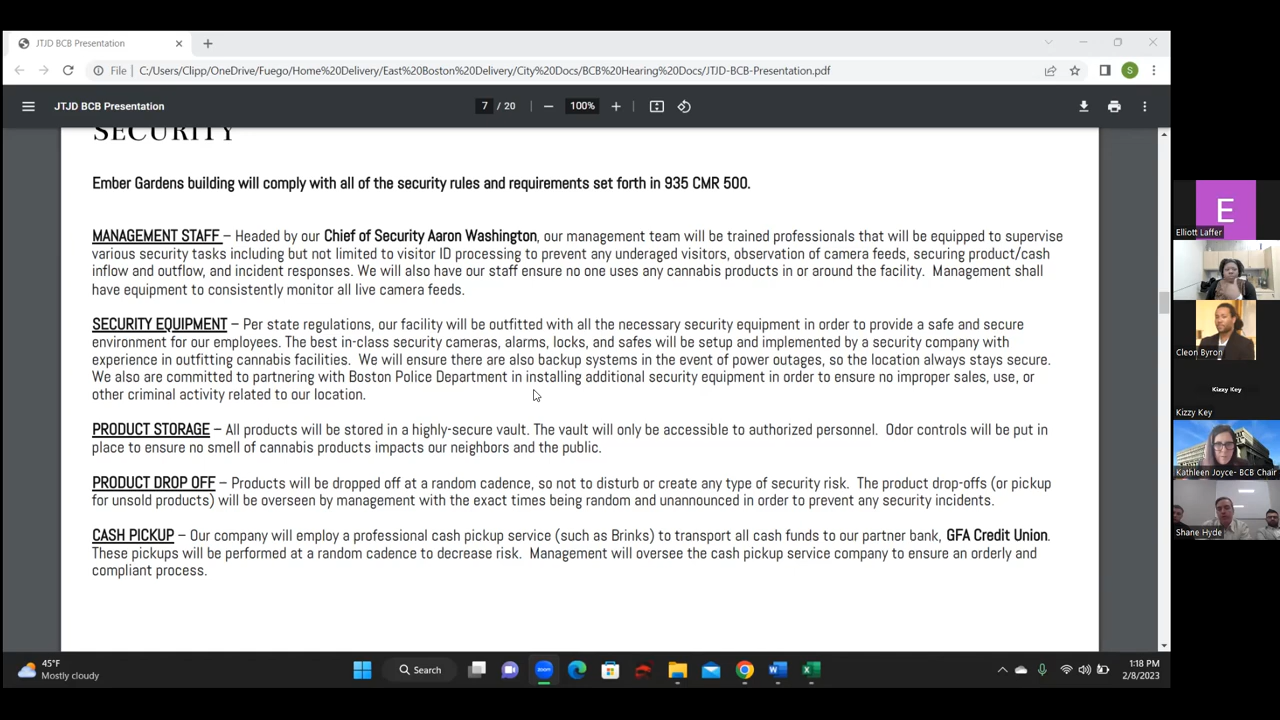 JTJD BCB Presentation
File C:/Users/Clipp/OneDrive/Fuego/Home%20Delivery/East%20Boston%20Delivery/City%20Docs/BCB%20Hearing%20Docs/JTJD-BCB-Presentation.pdf
S
JTJD BCB Presentation
7 / 20
100%
SECURITY
Ember Gardens building will comply with all of the security rules and requirements set forth in 935 CMR 500.
MANAGEMENT STAFF – Headed by our Chief of Security Aaron Washington, our management team will be trained professionals that will be equipped to supervise
various security tasks including but not limited to visitor ID processing to prevent any underaged visitors, observation of camera feeds, securing product/cash
inflow and outflow, and incident responses. We will also have our staff ensure no one uses any cannabis products in or around the facility. Management shall
have equipment to consistently monitor all live camera feeds.
SECURITY EQUIPMENT – Per state regulations, our facility will be outfitted with all the necessary security equipment in order to provide a safe and secure
environment for our employees. The best in-class security cameras, alarms, locks, and safes will be setup and implemented by a security company with
experience in outfitting cannabis facilities. We will ensure there are also backup systems in the event of power outages, so the location always stays secure.
We also are committed to partnering with Boston Police Department in installing additional security equipment in order to ensure no improper sales, use, or
other criminal activity related to our location.
PRODUCT STORAGE – All products will be stored in a highly-secure vault. The vault will only be accessible to authorized personnel. Odor controls will be put in
place to ensure no smell of cannabis products impacts our neighbors and the public.
PRODUCT DROP OFF – Products will be dropped off at a random cadence, so not to disturb or create any type of security risk. The product drop-offs (or pickup
for unsold products) will be overseen by management with the exact times being random and unannounced in order to prevent any security incidents.
CASH PICKUP – Our company will employ a professional cash pickup service (such as Brinks) to transport all cash funds to our partner bank, GFA Credit Union.
These pickups will be performed at a random cadence to decrease risk. Management will oversee the cash pickup service company to ensure an orderly and
compliant process.
E
Elliott Laffer
Cleon Byron
Kizzy Key
Kizzy Key
Kathleen Joyce- BCB Chair
Shane Hyde
45°F
Mostly cloudy
Search
zoom
W
X
1:18 PM
2/8/2023